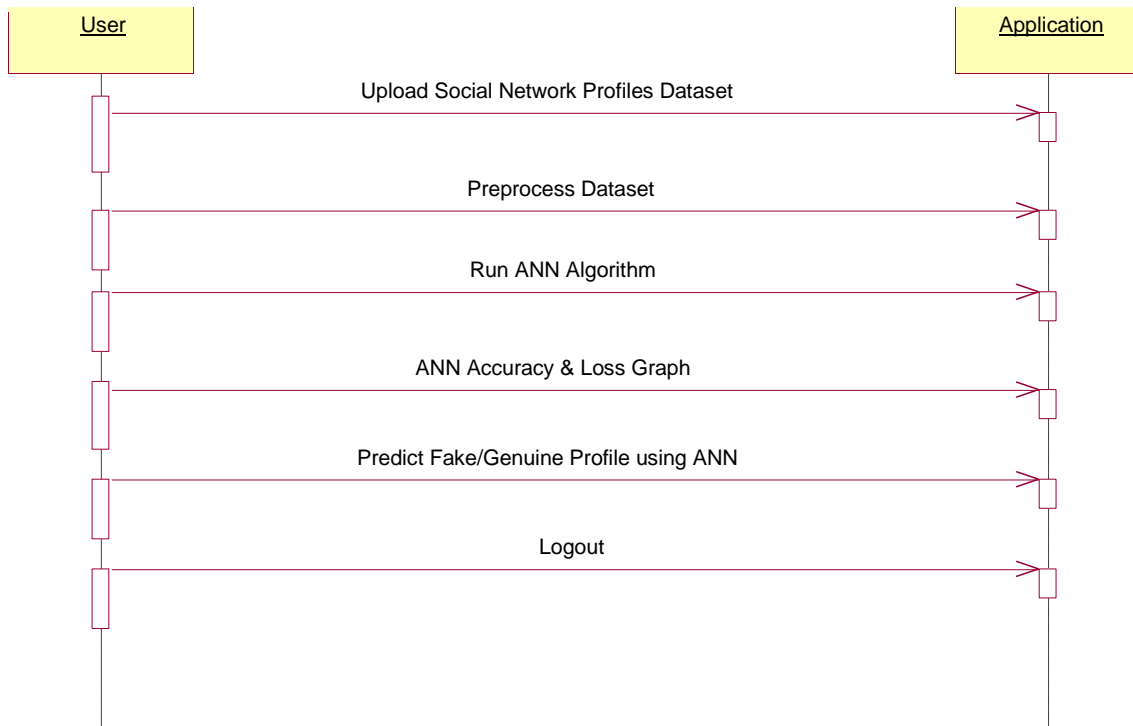 User
Application
Upload Social Network Profiles Dataset
Preprocess Dataset
Run ANN Algorithm
ANN Accuracy & Loss Graph
Predict Fake/Genuine Profile using ANN
Logout